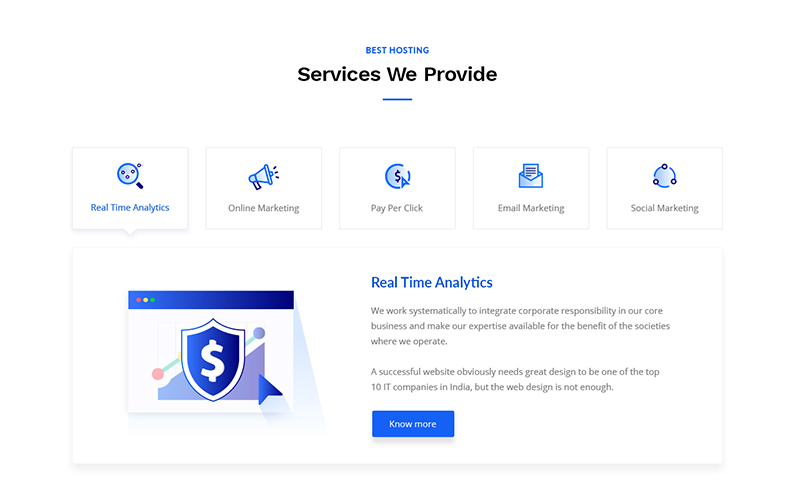 BEST HOSTING
Services We Provide
Real Time Analytics
Online Marketing
Pay Per Click
Email Marketing
Social Marketing
Real Time Analytics
We work systematically to integrate corporate responsibility in our core
business and make our expertise available for the benefit of the societies
where we operate.
A successful website obviously needs great design to be one of the top
10 IT companies in India, but the web design is not enough.
$
Know more